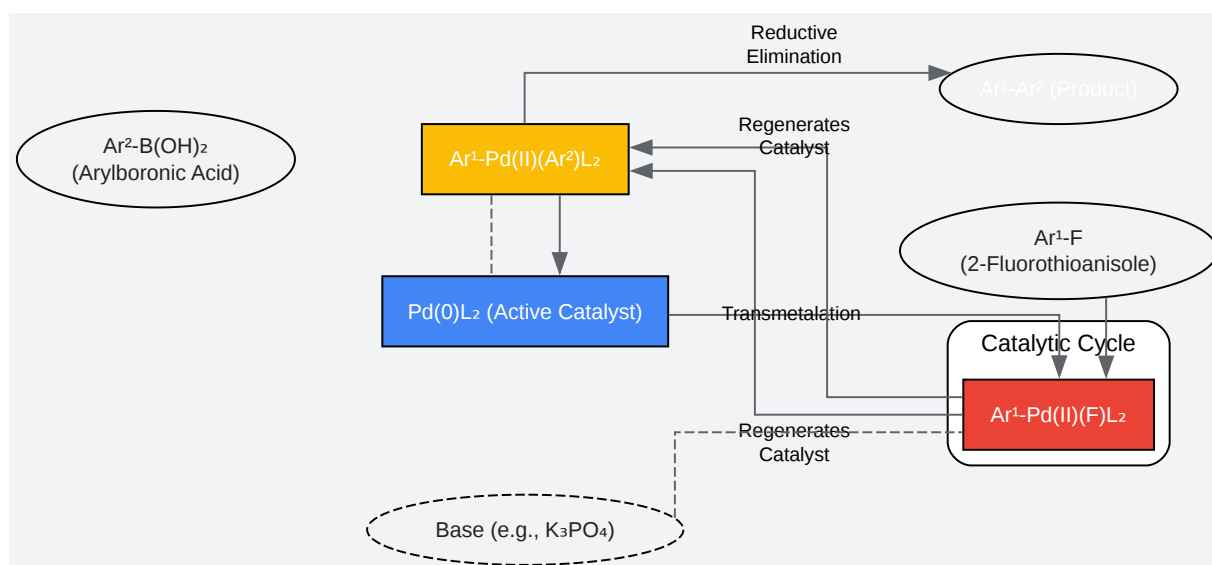 Reductive
Elimination
Ar¹-Ar² (Product)
Ar²-B(OH)₂
(Arylboronic Acid)
Regenerates
Catalyst
Ar¹-Pd(II)(Ar²)L₂
Ar¹-F
(2-Fluorothioanisole)
Pd(0)L₂ (Active Catalyst)
Transmetalation
Catalytic Cycle
Ar¹-Pd(II)(F)L₂
Regenerates
Catalyst
Base (e.g., K₃PO₄)